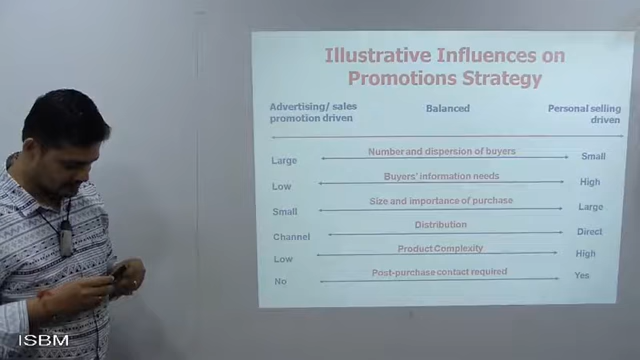 Illustrative Influences on
Promotions Strategy
Advertising/ sales
promotion driven
Balanced
Personal selling
driven
Large
Number and dispersion of buyers
Small
Low
Buyers' information needs
High
Small
Size and importance of purchase
Large
Channel
Distribution
Direct
Low
Product Complexity
High
No
Post-purchase contact required
Yes
ISBM